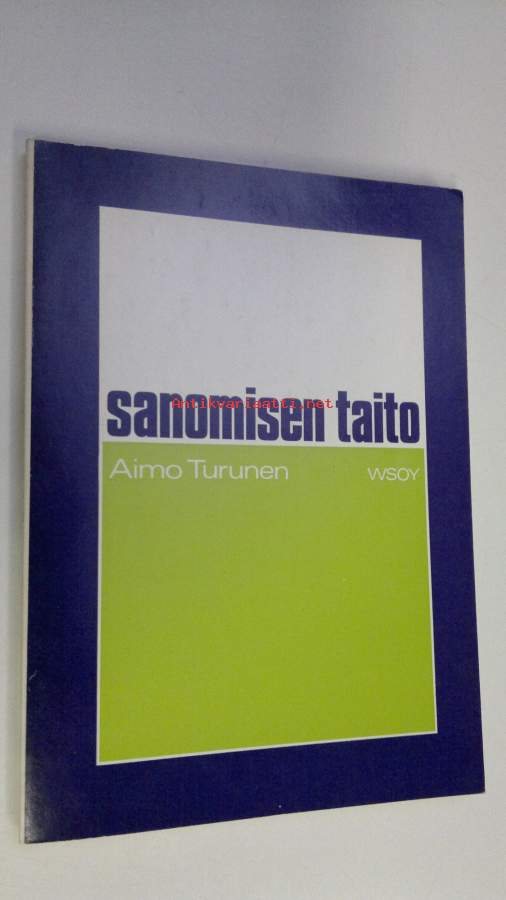 sanomisen taito
antikvariaatti.net
Aimo Turunen WSOY